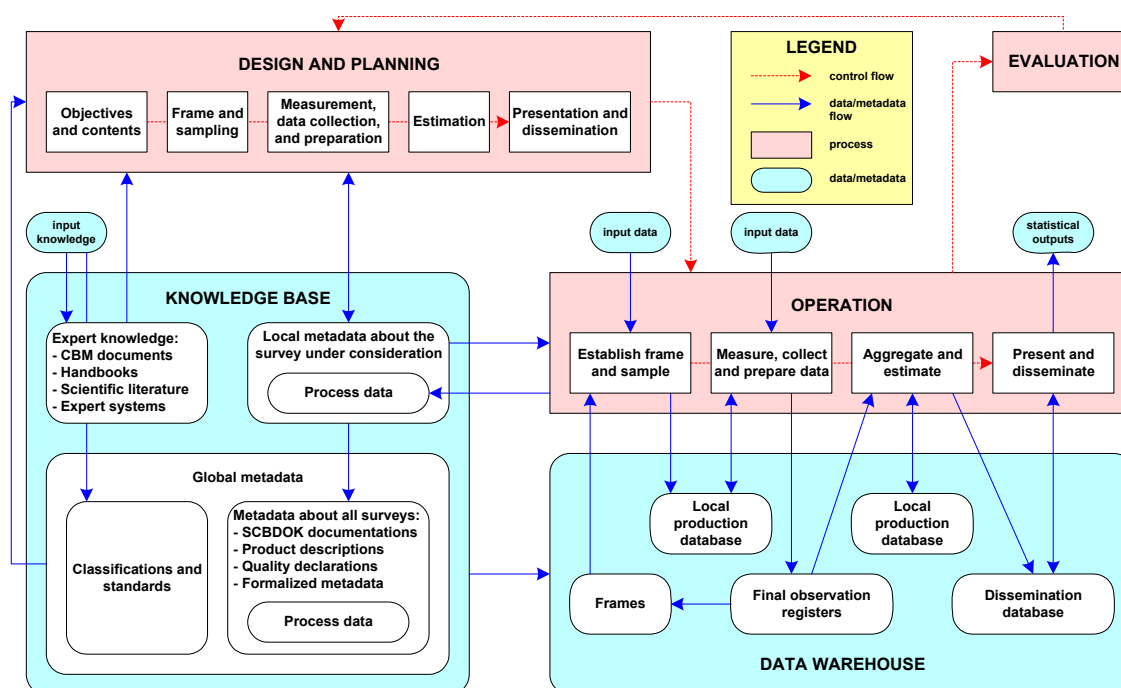 DESIGN AND PLANNING
Objectives
and contents
Frame and
sampling
Measurement,
data collection,
and preparation
Estimation
Presentation and
dissemination
LEGEND
control flow
data/metadata
flow
process
data/metadata
EVALUATION
input
knowledge
input data
input data
statistical
outputs
KNOWLEDGE BASE
Expert knowledge:
- CBM documents
- Handbooks
- Scientific literature
- Expert systems
Local metadata about the
survey under consideration
Process data
Global metadata
Classifications and
standards
Metadata about all surveys:
- SCBDOK documentations
- Product descriptions
- Quality declarations
- Formalized metadata
Process data
OPERATION
Establish frame
and sample
Measure, collect
and prepare data
Aggregate and
estimate
Present and
disseminate
Local
production
database
Local
production
database
Frames
Final observation
registers
Dissemination
database
DATA WAREHOUSE